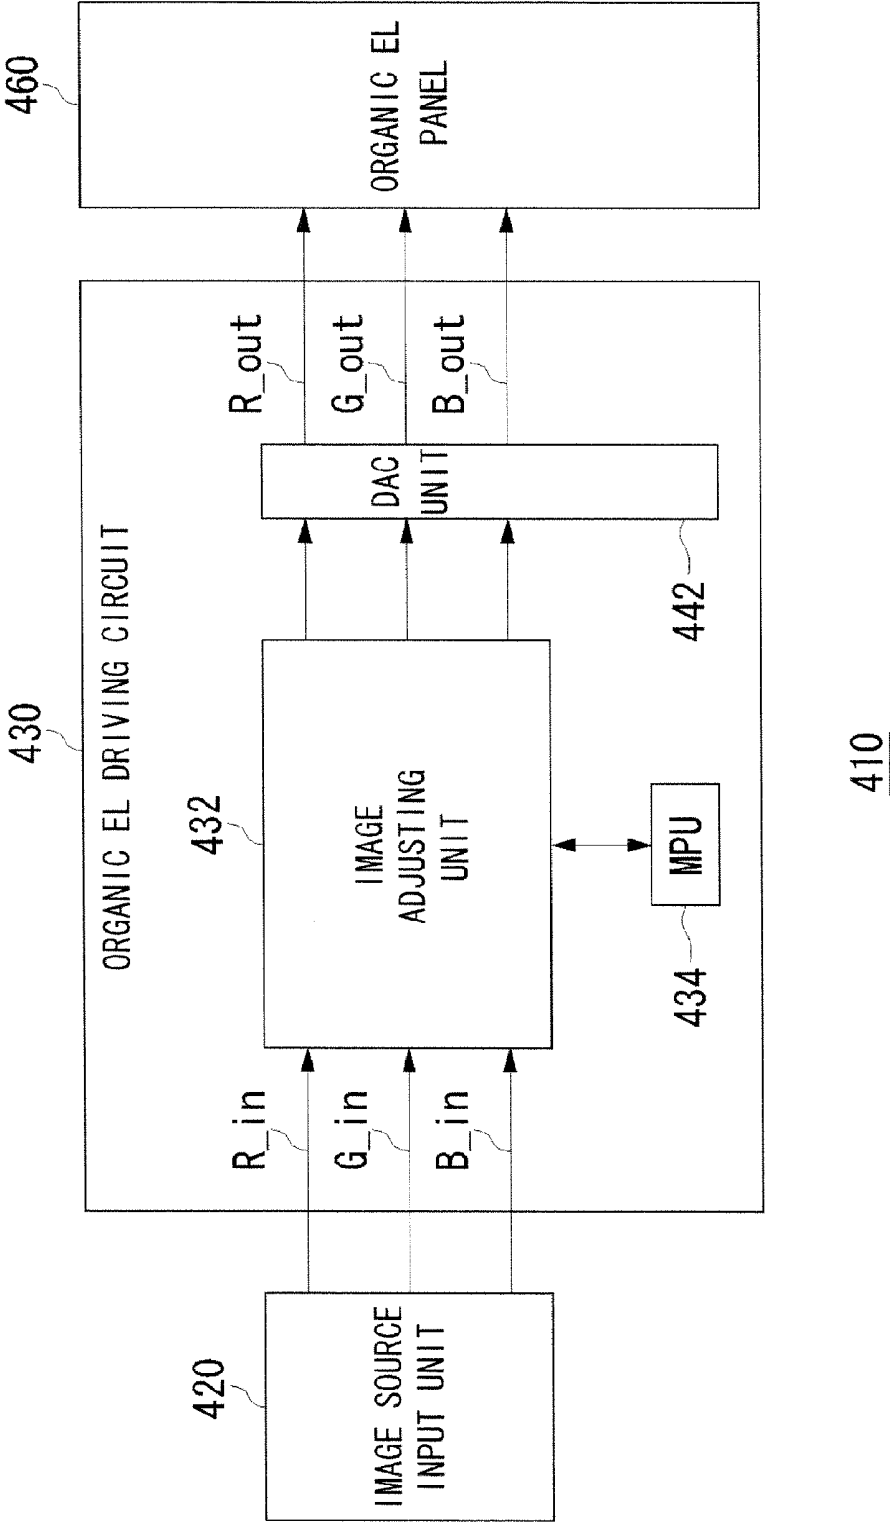 430
ORGANIC EL DRIVING CIRCUIT
460
420
IMAGE SOURCE
INPUT UNIT
R_in
G_in
B_in
432
IMAGE
ADJUSTING
UNIT
434
MPU
442
DAC
UNIT
R_out
G_out
B_out
ORGANIC EL
PANEL
410